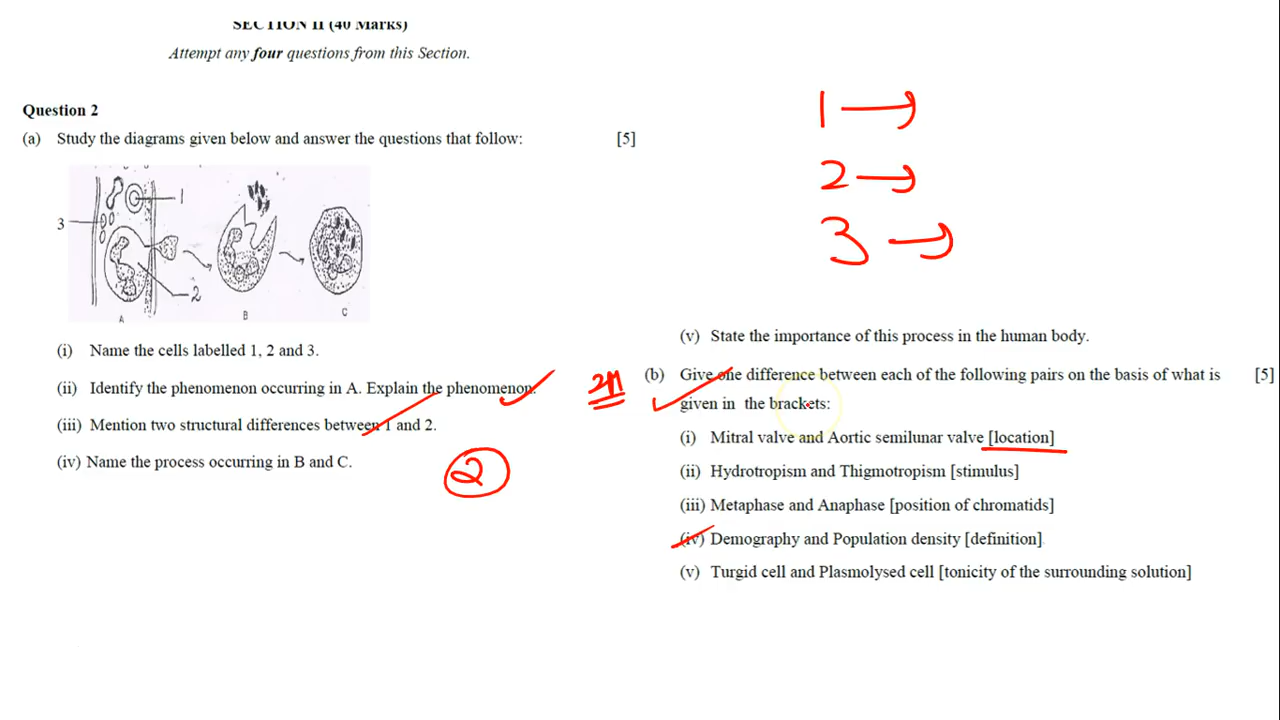 SECTION II (40 Marks)
Attempt any four questions from this Section.
Question 2
(a) Study the diagrams given below and answer the questions that follow: [5]
1
3
2
A
B
C
(i) Name the cells labelled 1, 2 and 3.
(ii) Identify the phenomenon occurring in A. Explain the phenomenon.
(iii) Mention two structural differences between 1 and 2.
(iv) Name the process occurring in B and C.
2
1
2
3
(v) State the importance of this process in the human body.
(b) Give one difference between each of the following pairs on the basis of what is [5]
given in the brackets:
(i) Mitral valve and Aortic semilunar valve [location]
(ii) Hydrotropism and Thigmotropism [stimulus]
(iii) Metaphase and Anaphase [position of chromatids]
(iv) Demography and Population density [definition]
(v) Turgid cell and Plasmolysed cell [tonicity of the surrounding solution]